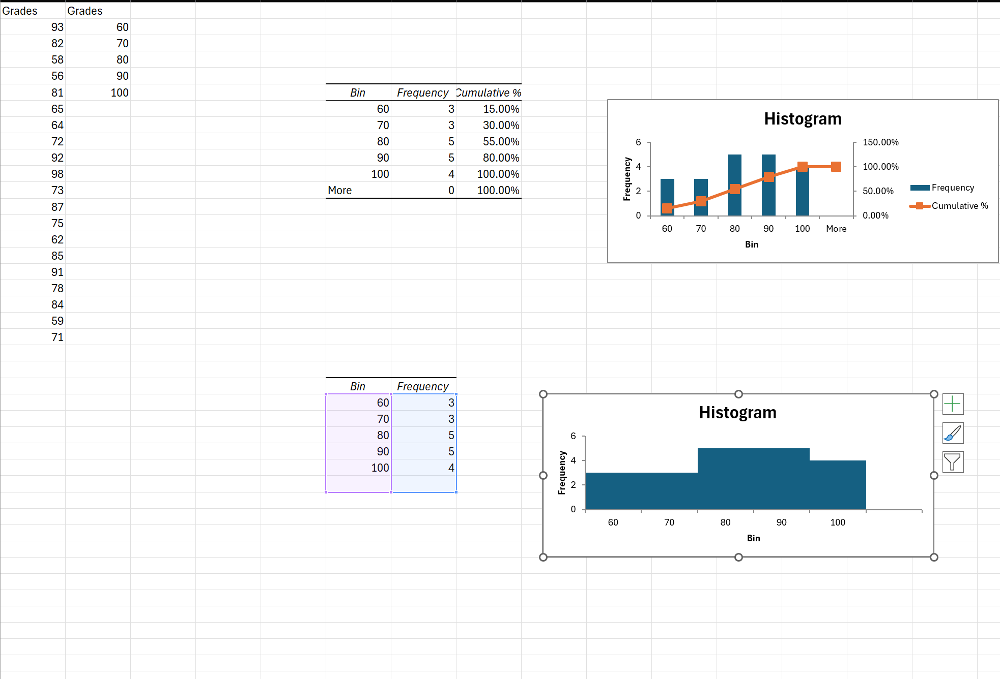 Grades Grades
93 60
82 70
58 80
56 90
81 100
65
64
72
92
98
73
87
75
62
85
91
78
84
59
71
Bin Frequency Cumulative %
60 3 15.00%
70 3 30.00%
80 5 55.00%
90 5 80.00%
100 4 100.00%
More 0 100.00%
Histogram
6 150.00%
4 100.00%
2 50.00%
0 0.00%
Frequency
60 70 80 90 100 More
Bin
Frequency
Cumulative %
Bin Frequency
60 3
70 3
80 5
90 5
100 4
Histogram
6
4
2
0
Frequency
60 70 80 90 100
Bin